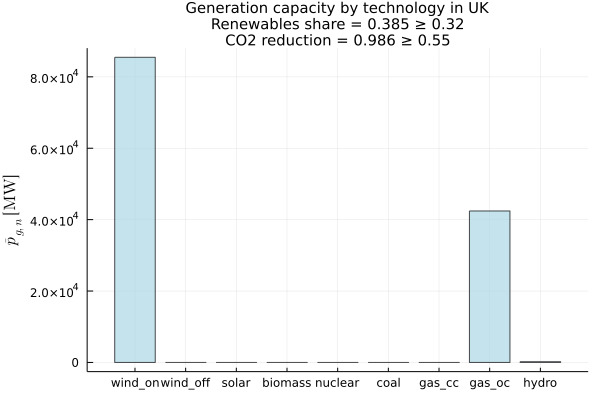 Generation capacity by technology in UK
Renewables share = 0.385 ≥ 0.32
CO2 reduction = 0.986 ≥ 0.55
8.0×10⁴
6.0×10⁴
4.0×10⁴
2.0×10⁴
0
p̄_{g,n} [MW]
wind_on wind_off solar biomass nuclear coal gas_cc gas_oc hydro